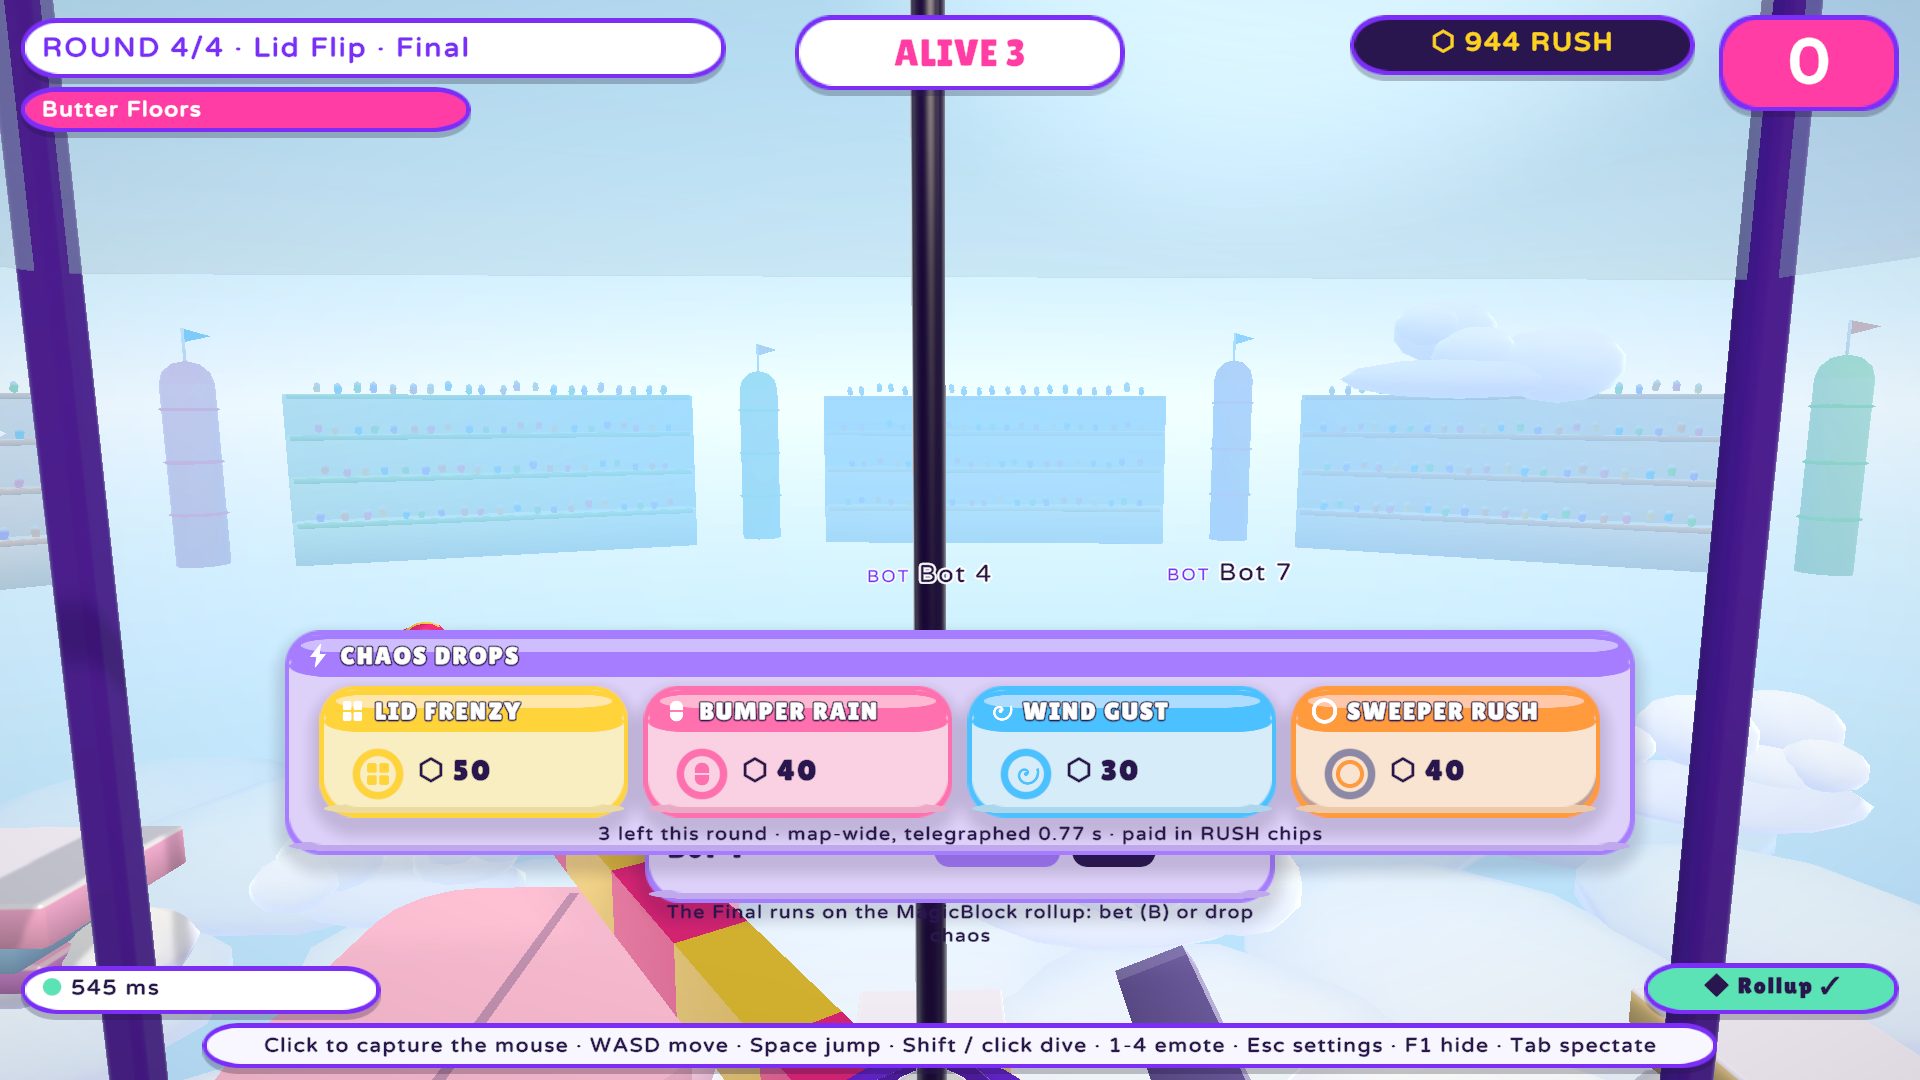 ROUND 4/4 · Lid Flip · Final
ALIVE 3
944 RUSH
0
Butter Floors
BOT Bot 4
BOT Bot 7
CHAOS DROPS
LID FRENZY
BUMPER RAIN
WIND GUST
SWEEPER RUSH
50
40
30
40
3 left this round · map-wide, telegraphed 0.77 s · paid in RUSH chips
The Final runs on the MagicBlock rollup: bet (B) or drop
chaos
545 ms
Rollup ✓
Click to capture the mouse · WASD move · Space jump · Shift / click dive · 1-4 emote · Esc settings · F1 hide · Tab spectate